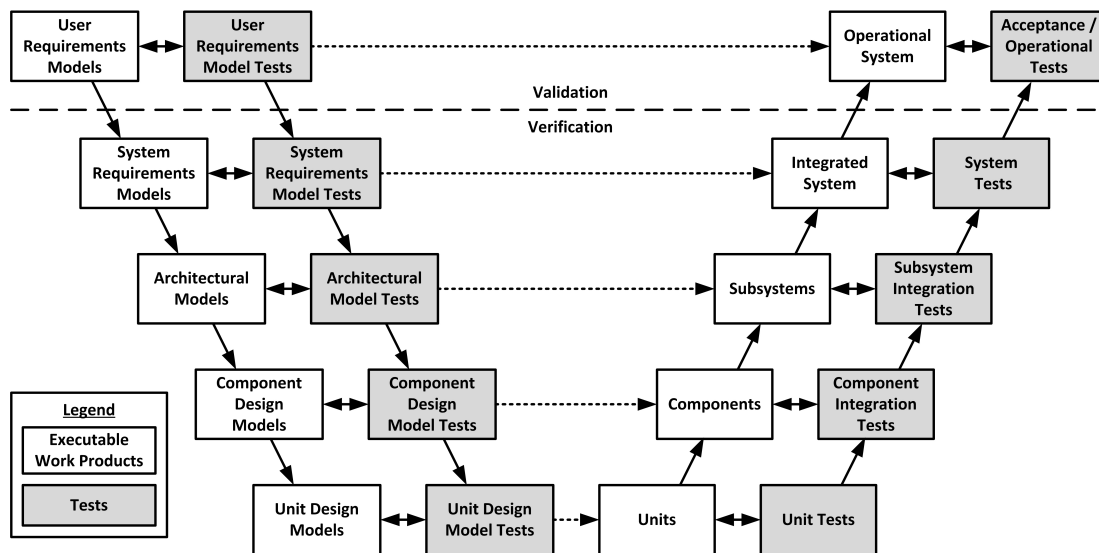 User
Requirements
Models
User
Requirements
Model Tests
Operational
System
Acceptance /
Operational
Tests
Validation
Verification
System
Requirements
Models
System
Requirements
Model Tests
Integrated
System
System
Tests
Architectural
Models
Architectural
Model Tests
Subsystems
Subsystem
Integration
Tests
Component
Design
Models
Component
Design
Model Tests
Components
Component
Integration
Tests
Legend
Executable
Work Products
Tests
Unit Design
Models
Unit Design
Model Tests
Units
Unit Tests